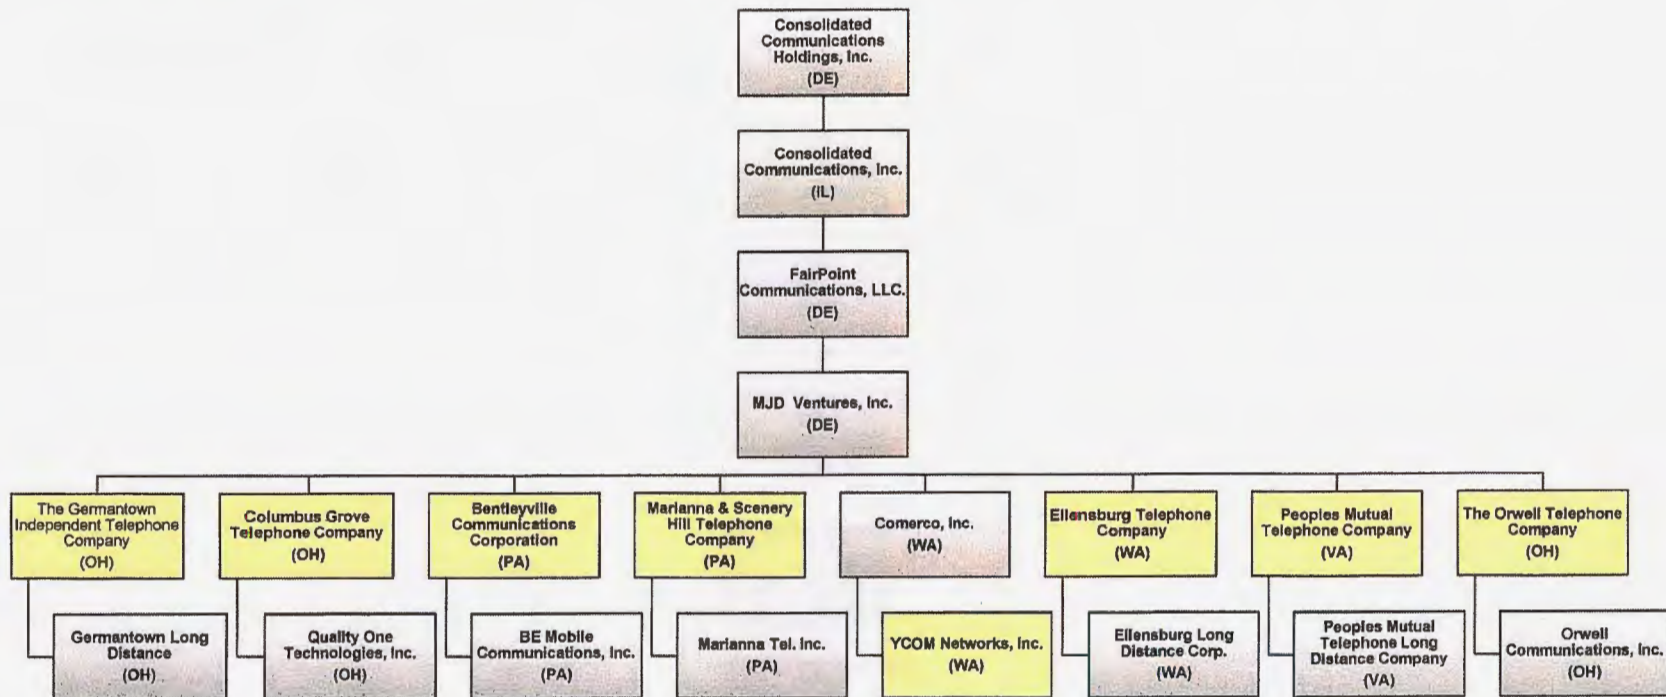 Consolidated
Communications
Holdings, Inc.
(DE)
Consolidated
Communications, Inc.
(IL)
FairPoint
Communications, LLC.
(DE)
MJD Ventures, Inc.
(DE)
The Germantown
Independent Telephone
Company
(OH)
Columbus Grove
Telephone Company
(OH)
Bentleyville
Communications
Corporation
(PA)
Marianna & Scenery
Hill Telephone
Company
(PA)
Comerco, Inc.
(WA)
Ellensburg Telephone
Company
(WA)
Peoples Mutual
Telephone Company
(VA)
The Orwell Telephone
Company
(OH)
Germantown Long
Distance
(OH)
Quality One
Technologies, Inc.
(OH)
BE Mobile
Communications, Inc.
(PA)
Marianna Tel. Inc.
(PA)
YCOM Networks, Inc.
(WA)
Ellensburg Long
Distance Corp.
(WA)
Peoples Mutual
Telephone Long
Distance Company
(VA)
Orwell
Communications, Inc.
(OH)